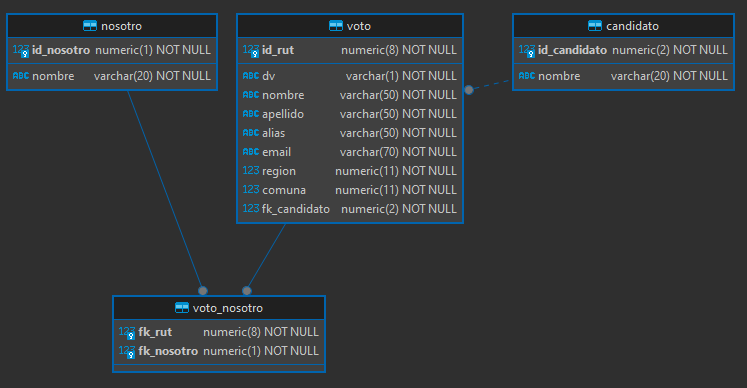 nosotro
123 id_nosotro numeric(1) NOT NULL
ABC nombre varchar(20) NOT NULL
voto
123 id_rut numeric(8) NOT NULL
ABC dv varchar(1) NOT NULL
ABC nombre varchar(50) NOT NULL
ABC apellido varchar(50) NOT NULL
ABC alias varchar(50) NOT NULL
ABC email varchar(70) NOT NULL
123 region numeric(11) NOT NULL
123 comuna numeric(11) NOT NULL
123 fk_candidato numeric(2) NOT NULL
candidato
123 id_candidato numeric(2) NOT NULL
ABC nombre varchar(20) NOT NULL
voto_nosotro
123 fk_rut numeric(8) NOT NULL
123 fk_nosotro numeric(1) NOT NULL